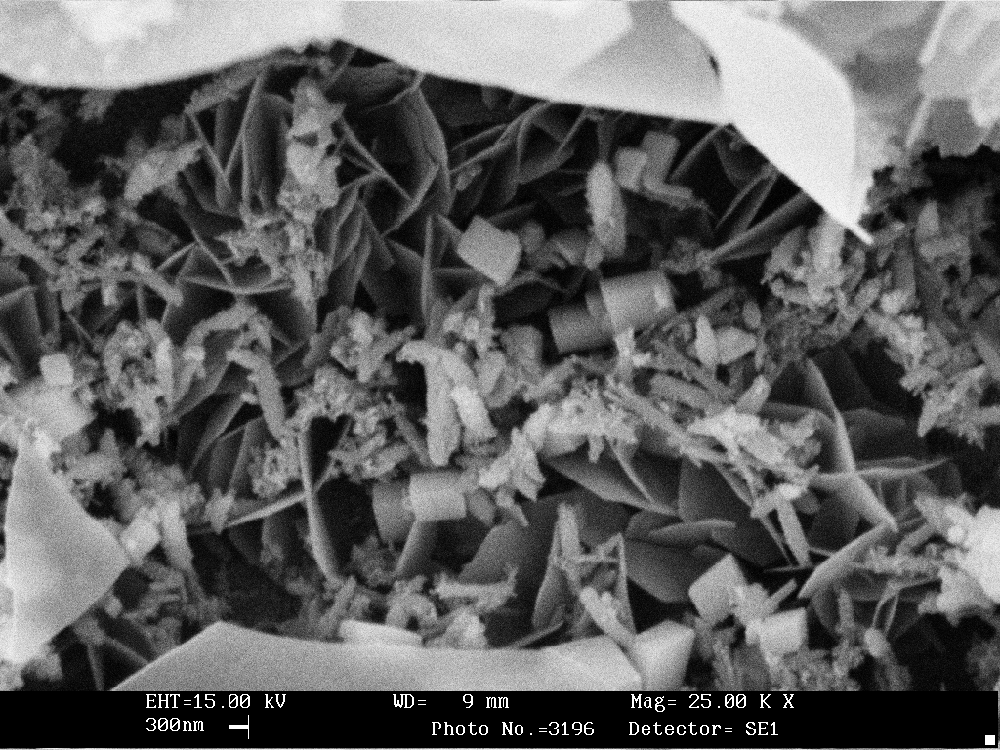 EHT=15.00 kV WD= 9 mm Mag= 25.00 K X
300nm Photo No.=3196 Detector= SE1